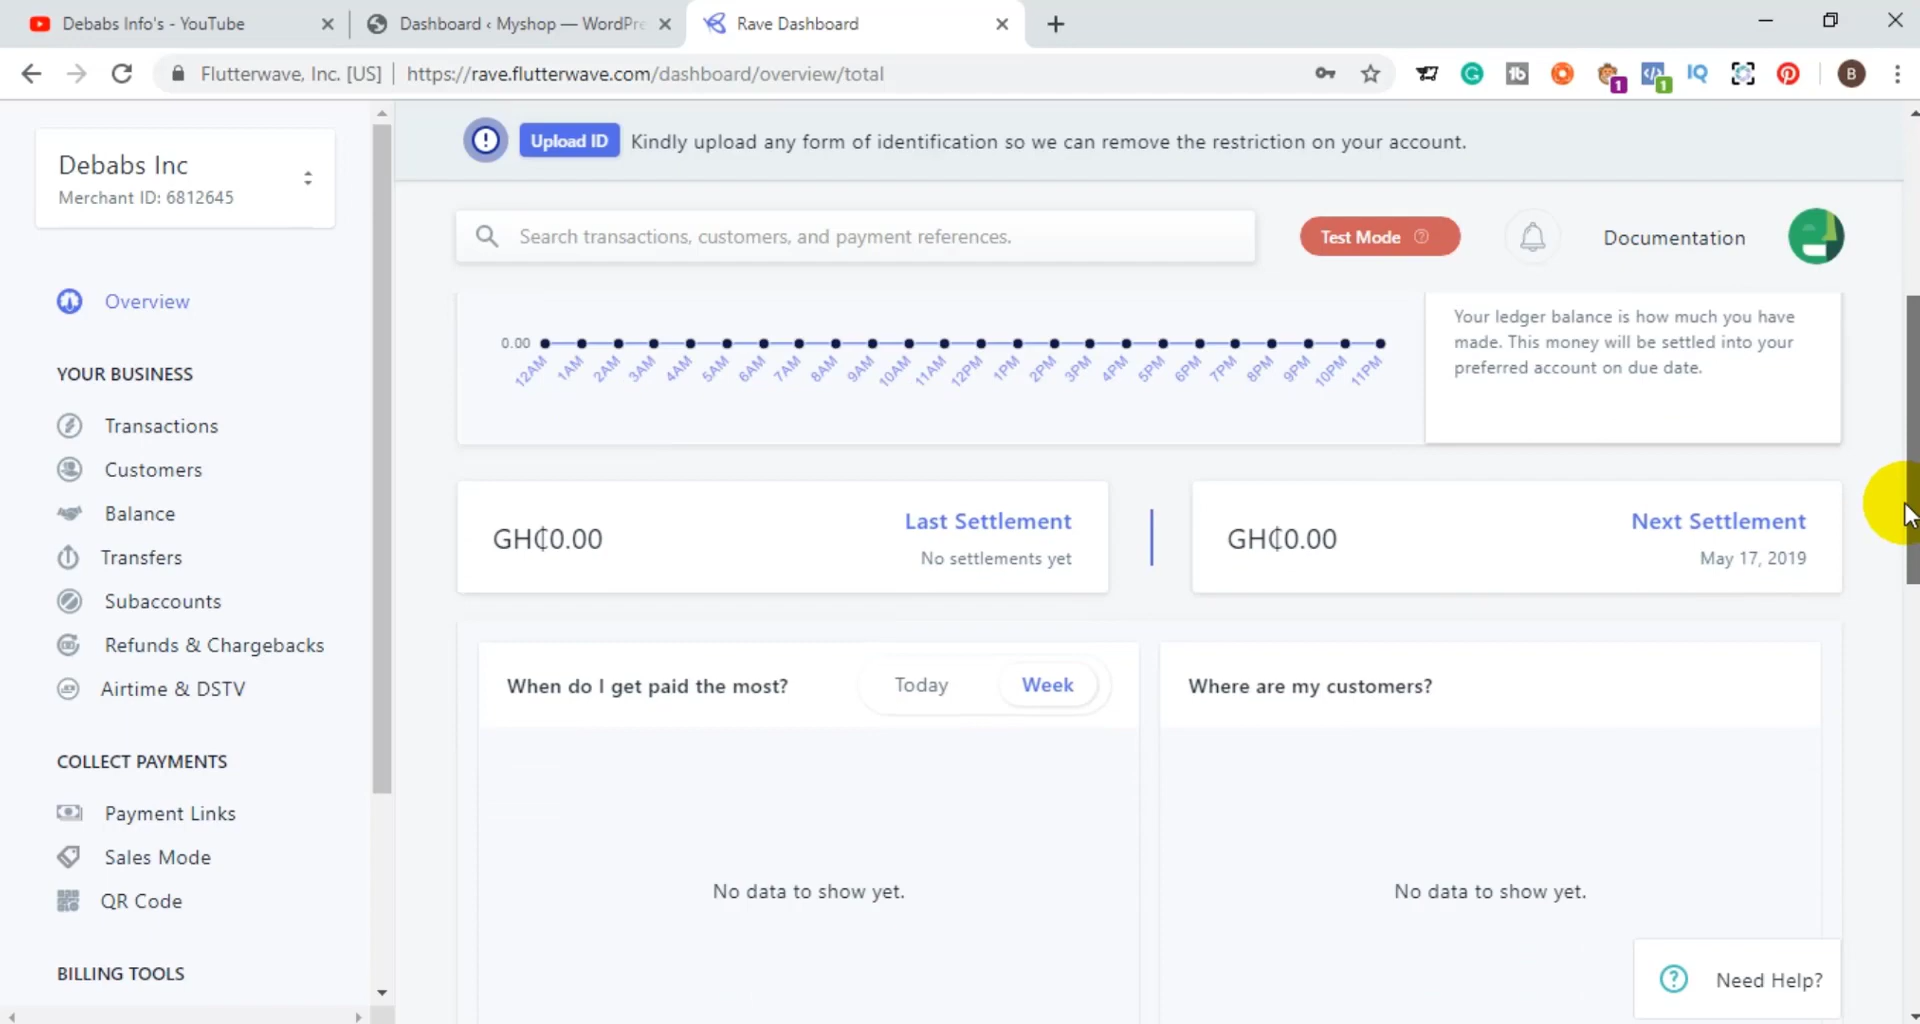 Debabs Info's - YouTube
Dashboard ‹ Myshop — WordPre
Rave Dashboard
Flutterwave, Inc. [US]
https://rave.flutterwave.com/dashboard/overview/total
1
1
B
Debabs Inc
Merchant ID: 6812645
Upload ID
Kindly upload any form of identification so we can remove the restriction on your account.
Search transactions, customers, and payment references.
Test Mode
Documentation
Overview
YOUR BUSINESS
Transactions
Customers
Balance
Transfers
Subaccounts
Refunds & Chargebacks
Airtime & DSTV
COLLECT PAYMENTS
Payment Links
Sales Mode
QR Code
BILLING TOOLS
0.00
12AM 1AM 2AM 3AM 4AM 5AM 6AM 7AM 8AM 9AM 10AM 11AM 12PM 1PM 2PM 3PM 4PM 5PM 6PM 7PM 8PM 9PM 10PM 11PM
Your ledger balance is how much you have
made. This money will be settled into your
preferred account on due date.
GH₵0.00
Last Settlement
No settlements yet
GH₵0.00
Next Settlement
May 17, 2019
When do I get paid the most?
Today
Week
No data to show yet.
Where are my customers?
No data to show yet.
Need Help?